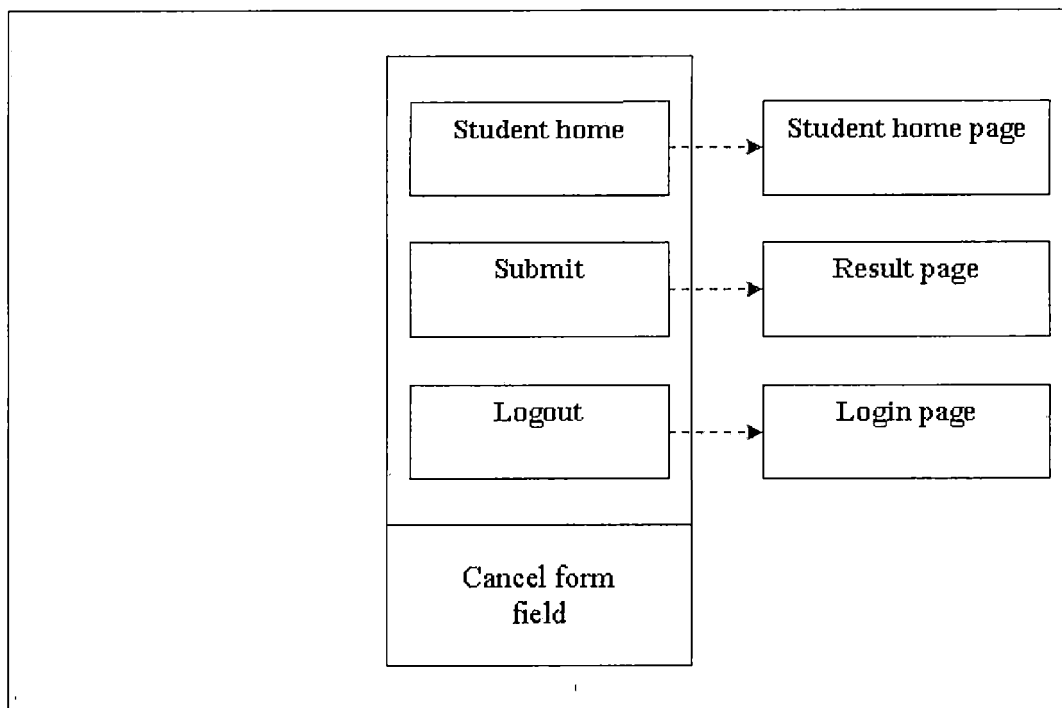 Student home
Student home page
Submit
Result page
Logout
Login page
Cancel form
field